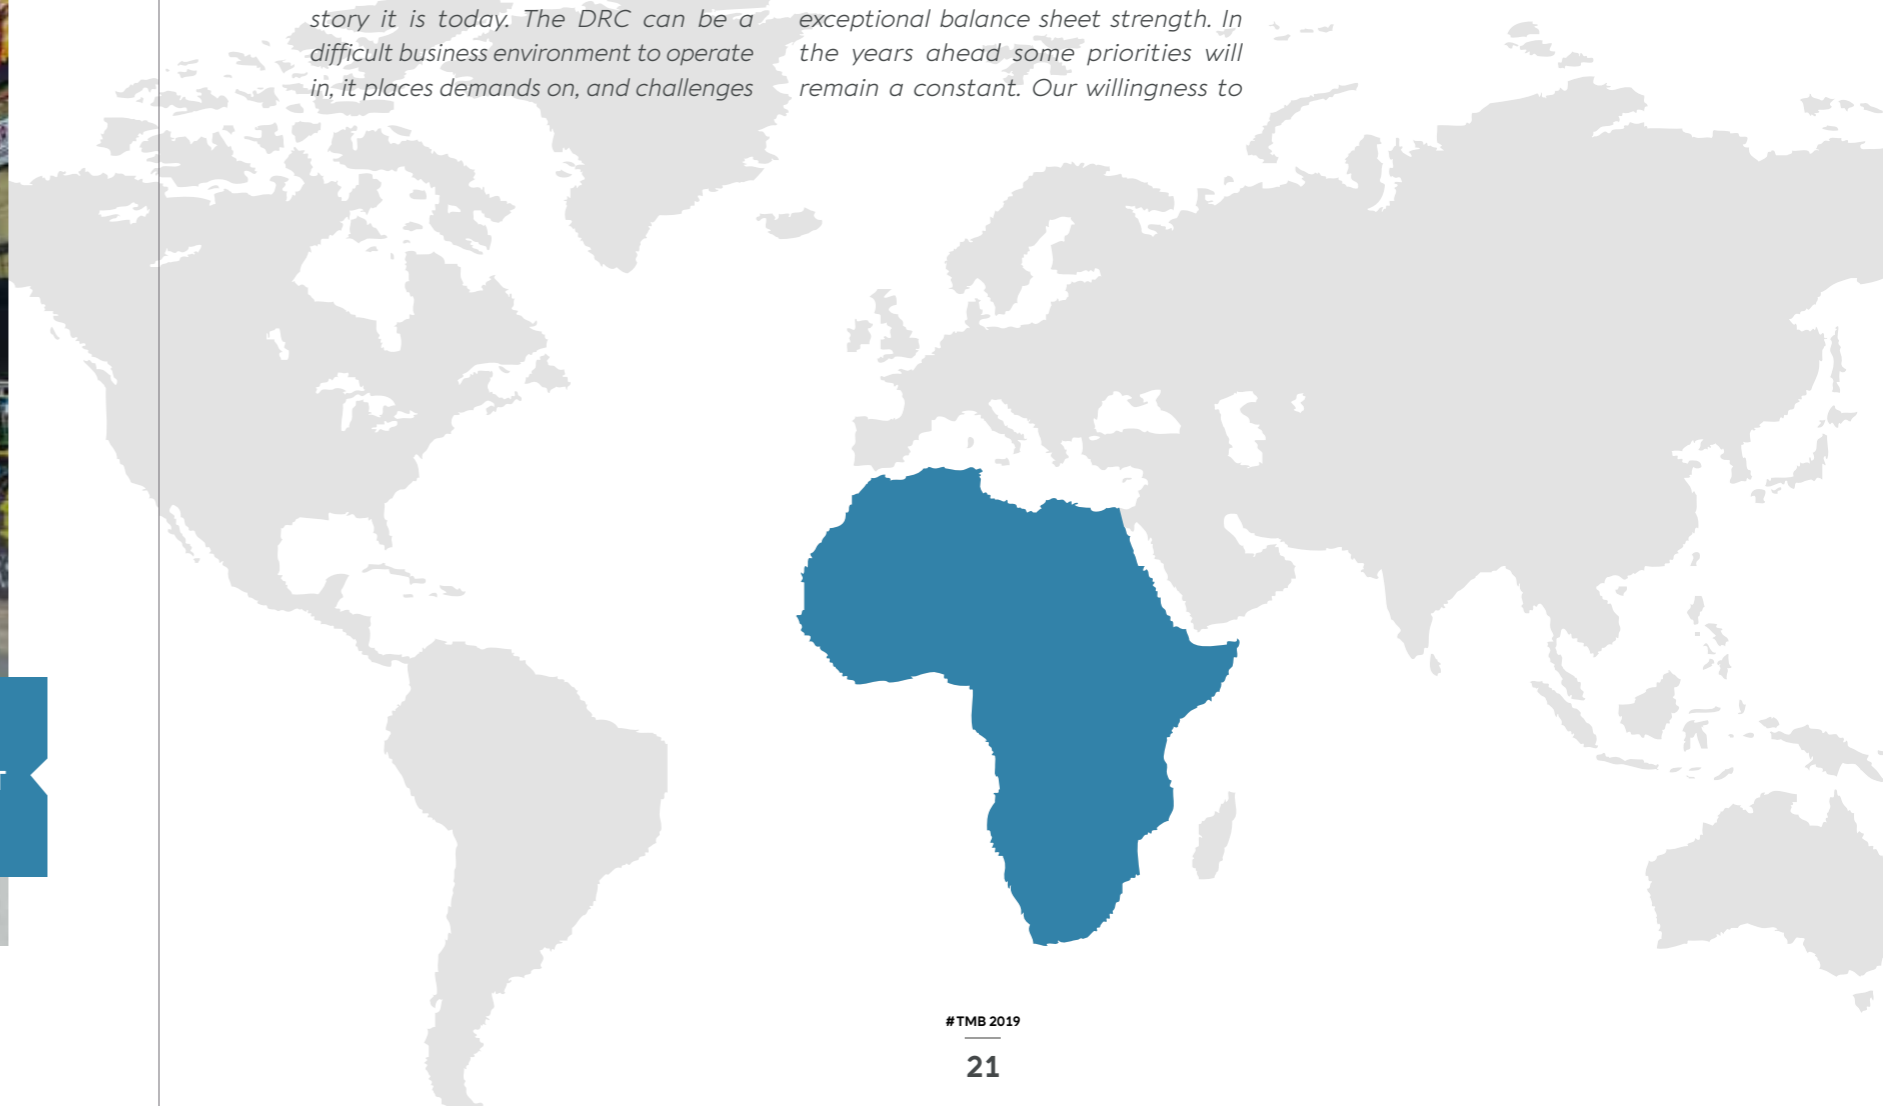 story it is today. The DRC can be a
difficult business environment to operate
in, it places demands on, and challenges
exceptional balance sheet strength. In
the years ahead some priorities will
remain a constant. Our willingness to
#TMB 2019
21